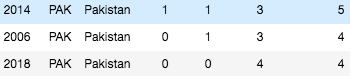 2014 PAK Pakistan 1 1 3 5
2006 PAK Pakistan 0 1 3 4
2018 PAK Pakistan 0 0 4 4